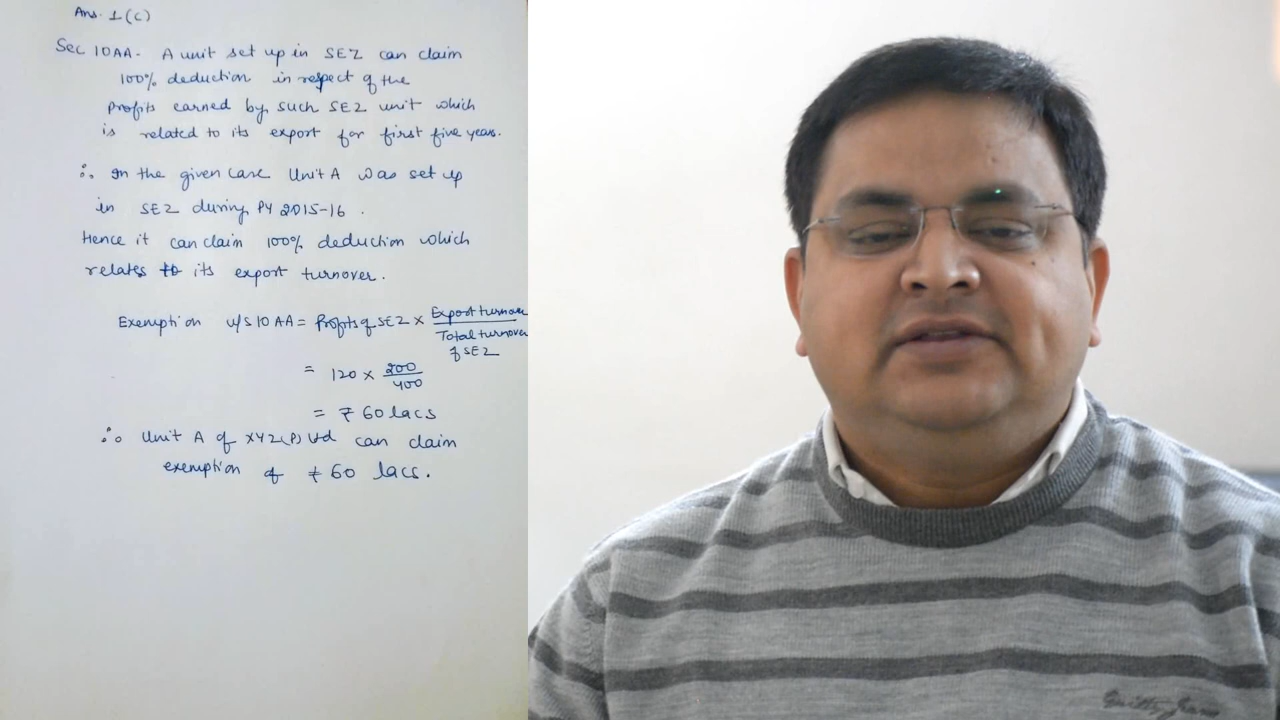 Ans. 1 (C)
Sec 10AA. A unit set up in SEZ can claim
100% deduction in respect of the
Profits earned by such SEZ unit which
is related to its export for first five years.
∴ In the given case Unit A was set up
in SEZ during PY 2015-16.
Hence it can claim 100% deduction which
relates to its export turnover.
Exemption u/s 10AA = Profits of SEZ × Export turnover
Total turnover
of SEZ
= 120 × 200
400
= ₹ 60 lacs
∴ Unit A of XYZ (P) Ltd can claim
exemption of ₹ 60 lacs.